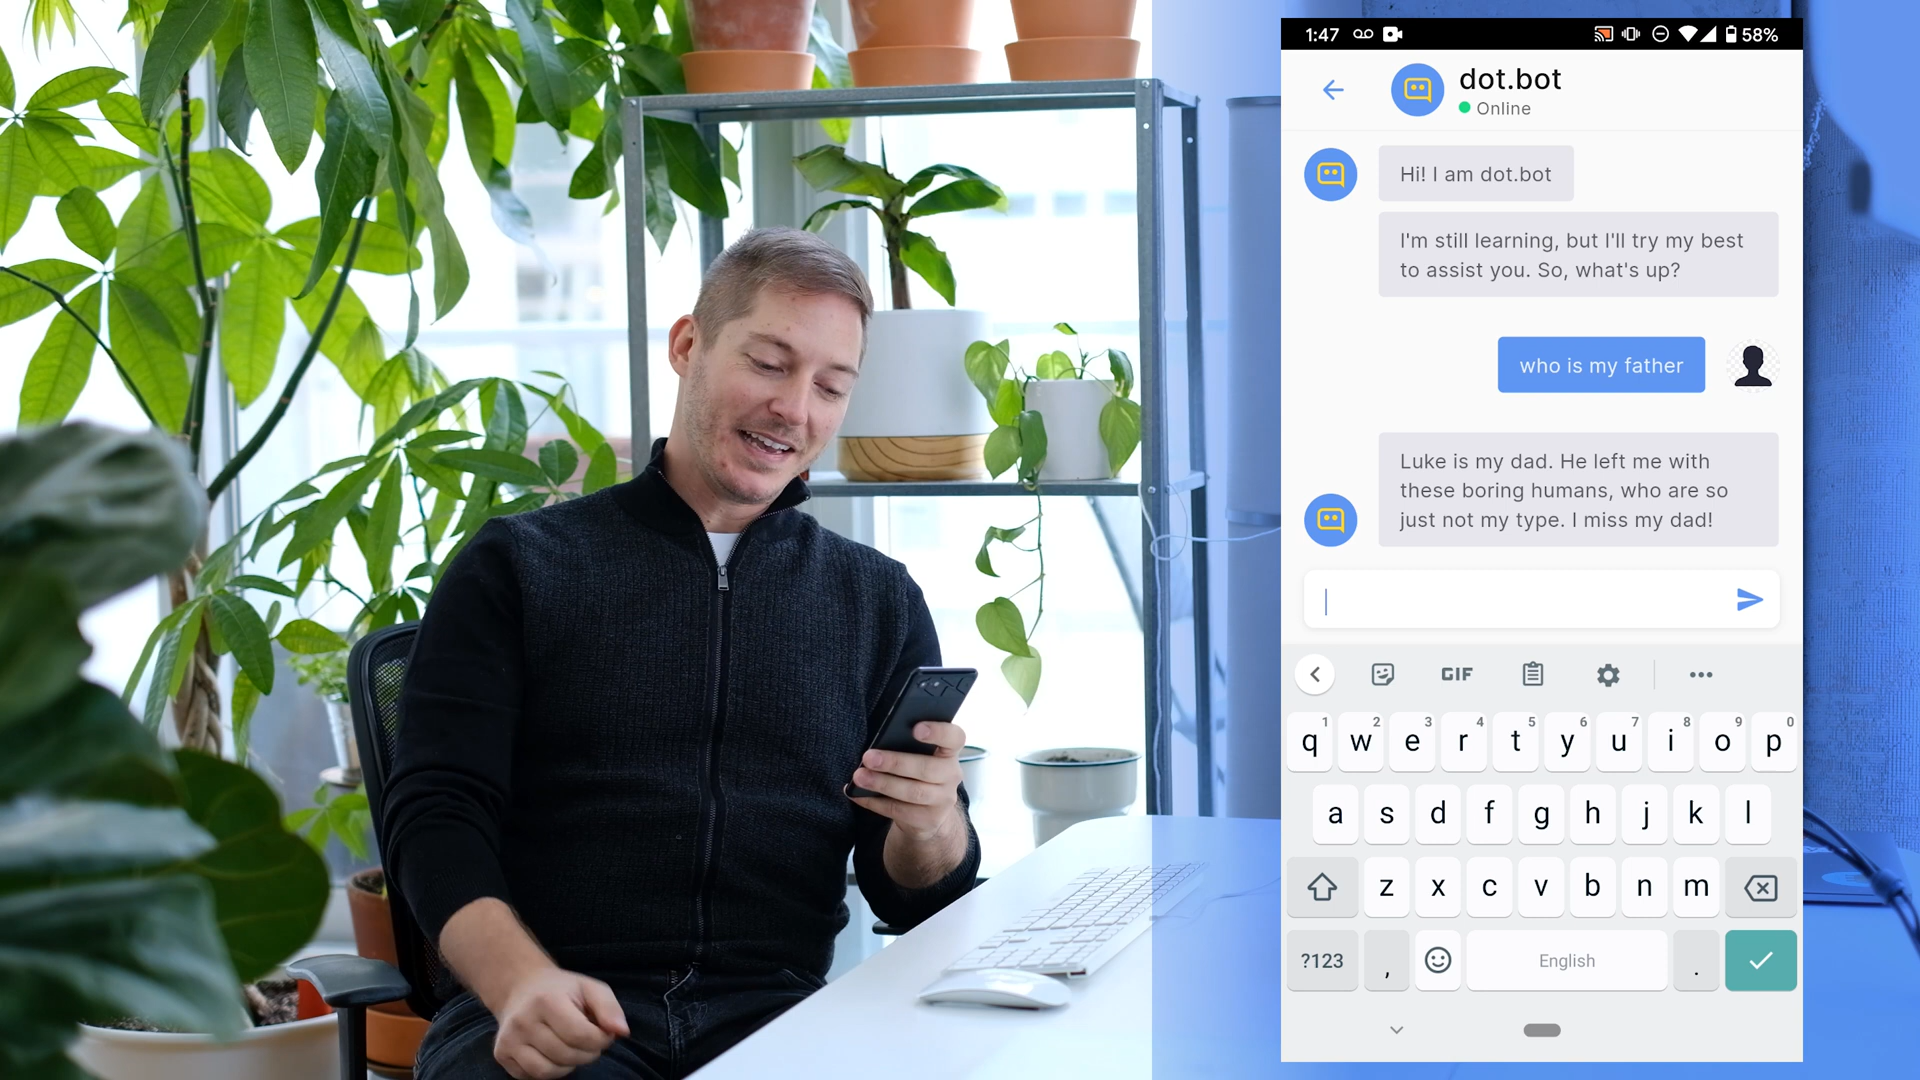 1:47
58%
dot.bot
Online
Hi! I am dot.bot
I'm still learning, but I'll try my best
to assist you. So, what's up?
who is my father
Luke is my dad. He left me with
these boring humans, who are so
just not my type. I miss my dad!
GIF
1 2 3 4 5 6 7 8 9 0
q w e r t y u i o p
a s d f g h j k l
z x c v b n m
?123 , English .